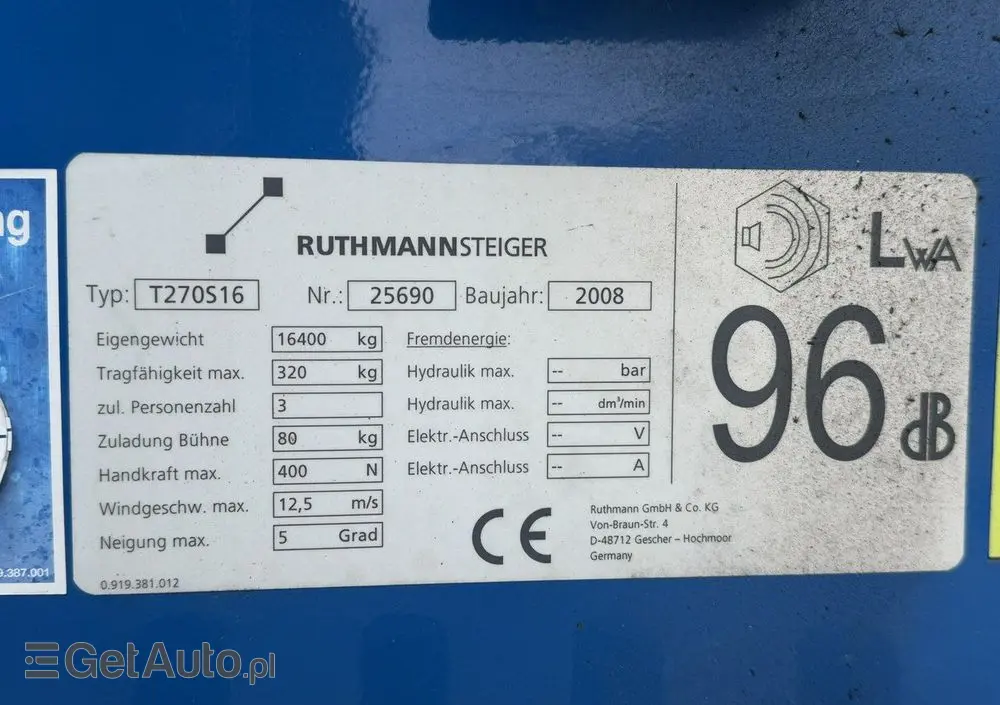 ng
RUTHMANNSTEIGER
Typ: T270S16 Nr.: 25690 Baujahr: 2008
Eigengewicht 16400 kg
Tragfähigkeit max. 320 kg
zul. Personenzahl 3
Zuladung Bühne 80 kg
Handkraft max. 400 N
Windgeschw. max. 12,5 m/s
Neigung max. 5 Grad
0.919.381.012
Fremdenergie:
Hydraulik max. -- bar
Hydraulik max. -- dm³/min
Elektr.-Anschluss -- V
Elektr.-Anschluss -- A
CE
Ruthmann GmbH & Co. KG
Von-Braun-Str. 4
D-48712 Gescher – Hochmoor
Germany
LWA
96 dB
9.387.001
GetAuto.pl